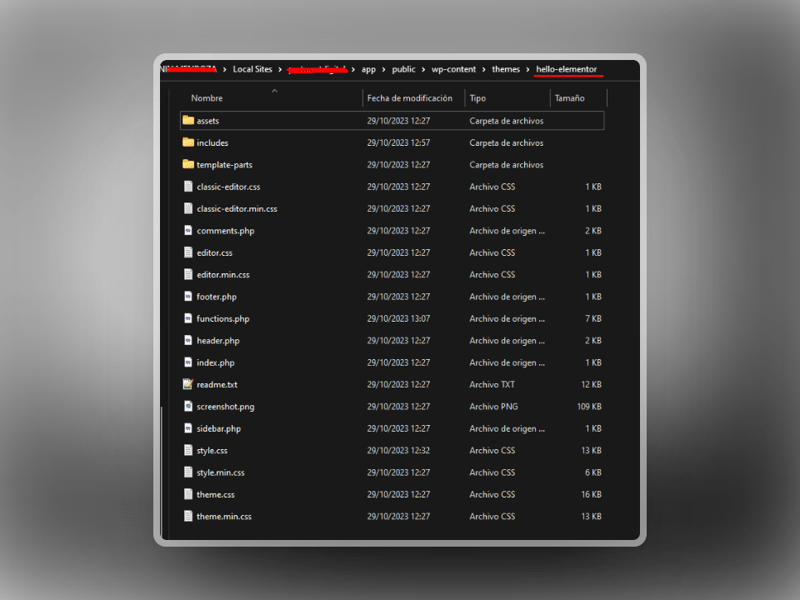 Local Sites > app > public > wp-content > themes > hello-elementor
Nombre Fecha de modificación Tipo Tamaño
assets 29/10/2023 12:27 Carpeta de archivos
includes 29/10/2023 12:57 Carpeta de archivos
template-parts 29/10/2023 12:27 Carpeta de archivos
classic-editor.css 29/10/2023 12:27 Archivo CSS 1 KB
classic-editor.min.css 29/10/2023 12:27 Archivo CSS 1 KB
comments.php 29/10/2023 12:27 Archivo de origen ... 2 KB
editor.css 29/10/2023 12:27 Archivo CSS 1 KB
editor.min.css 29/10/2023 12:27 Archivo CSS 1 KB
footer.php 29/10/2023 12:27 Archivo de origen ... 1 KB
functions.php 29/10/2023 13:07 Archivo de origen ... 7 KB
header.php 29/10/2023 12:27 Archivo de origen ... 2 KB
index.php 29/10/2023 12:27 Archivo de origen ... 1 KB
readme.txt 29/10/2023 12:27 Archivo TXT 12 KB
screenshot.png 29/10/2023 12:27 Archivo PNG 109 KB
sidebar.php 29/10/2023 12:27 Archivo de origen ... 1 KB
style.css 29/10/2023 12:32 Archivo CSS 13 KB
style.min.css 29/10/2023 12:27 Archivo CSS 6 KB
theme.css 29/10/2023 12:27 Archivo CSS 16 KB
theme.min.css 29/10/2023 12:27 Archivo CSS 13 KB